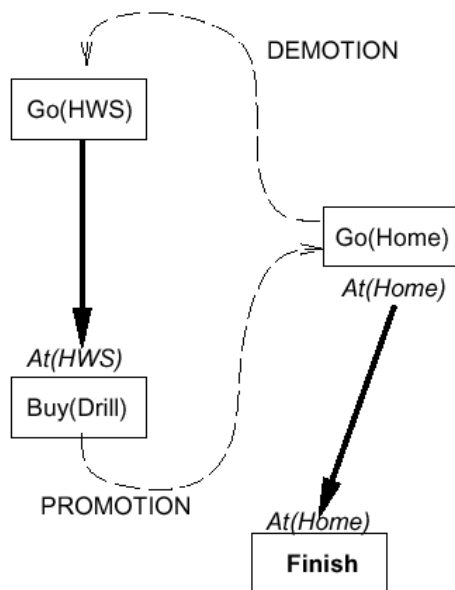 DEMOTION
Go(HWS)
Go(Home)
At(Home)
At(HWS)
Buy(Drill)
PROMOTION
At(Home)
Finish